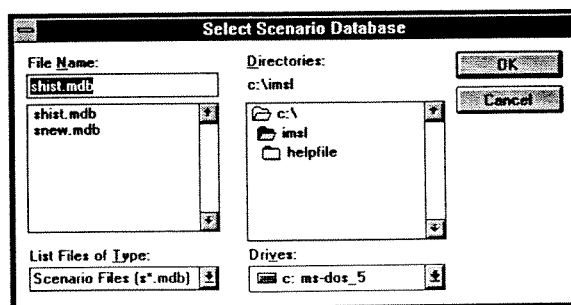 Select Scenario Database
File Name:
shist.mdb
shist.mdb
snew.mdb
List Files of Type:
Scenario Files (s*.mdb)
Directories:
c:\imsl
c:\
imsl
helpfile
Drives:
c: ms-dos_5
OK
Cancel